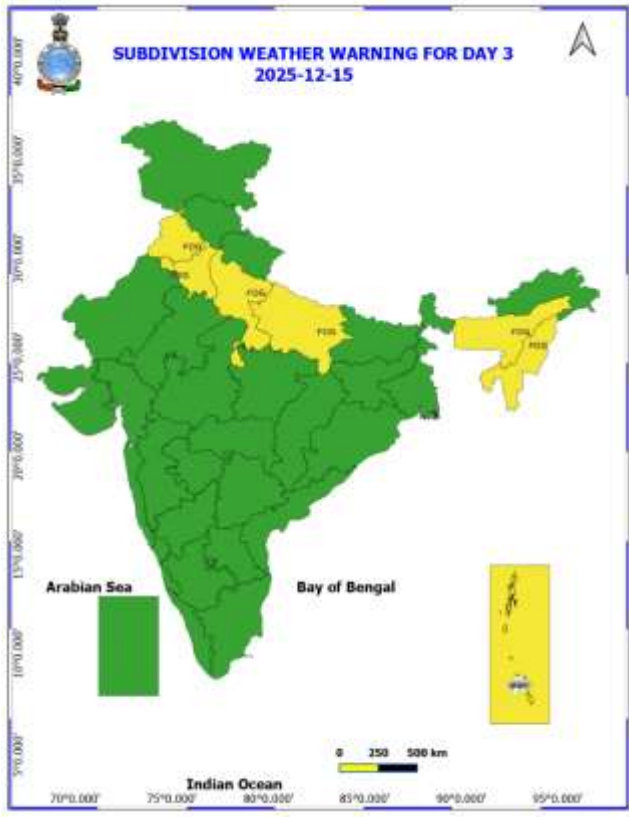 SUBDIVISION WEATHER WARNING FOR DAY 3
2025-12-15
40°0.000'
35°0.000'
30°0.000'
25°0.000'
20°0.000'
15°0.000'
10°0.000'
5°0.000'
FOG
FOG
FOG
FOG
FOG
FOG
Arabian Sea
Bay of Bengal
0 250 500 km
Indian Ocean
70°0.000' 75°0.000' 80°0.000' 85°0.000' 90°0.000' 95°0.000'